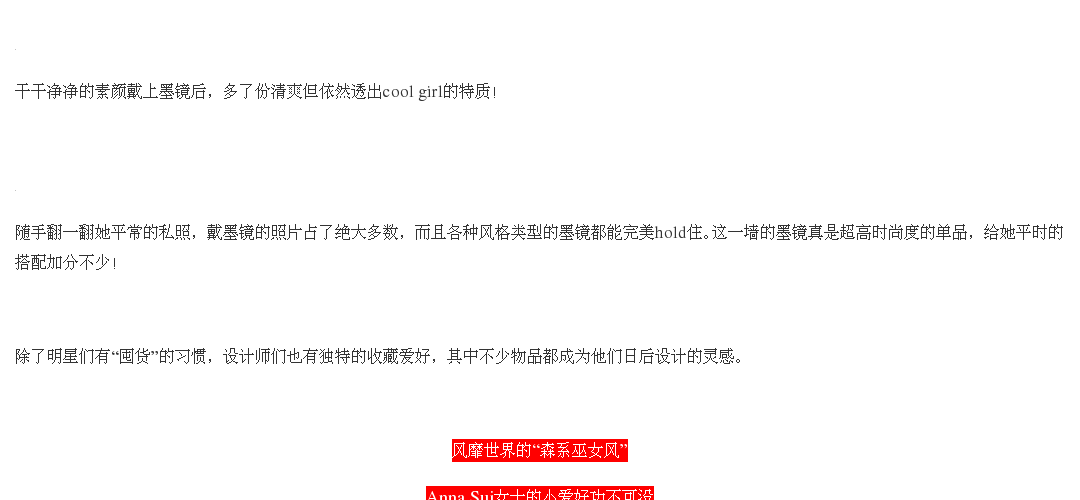 干干净净的素颜戴上墨镜后，多了份清爽但依然透出cool girl的特质！
随手翻一翻她平常的私照，戴墨镜的照片占了绝大多数，而且各种风格类型的墨镜都能完美hold住。这一墙的墨镜真是超高时尚度的单品，给她平时的
搭配加分不少！
除了明星们有“囤货”的习惯，设计师们也有独特的收藏爱好，其中不少物品都成为他们日后设计的灵感。
风靡世界的“森系巫女风”
Anna Sui女士的小爱好功不可没